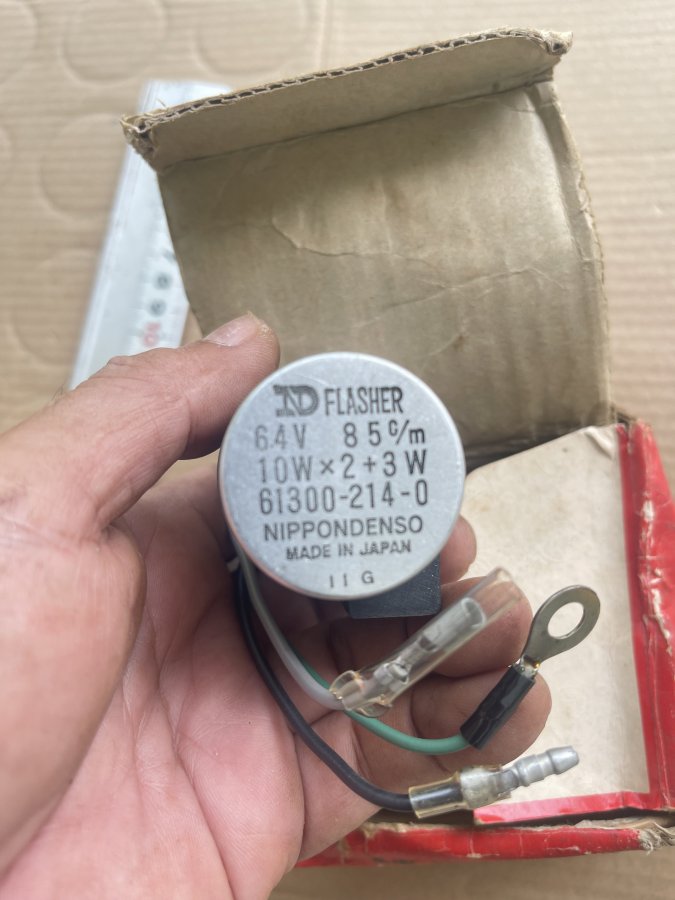 ND FLASHER
6.4V 85c/m
10W×2+3W
61300-214-0
NIPPONDENSO
MADE IN JAPAN
11 G